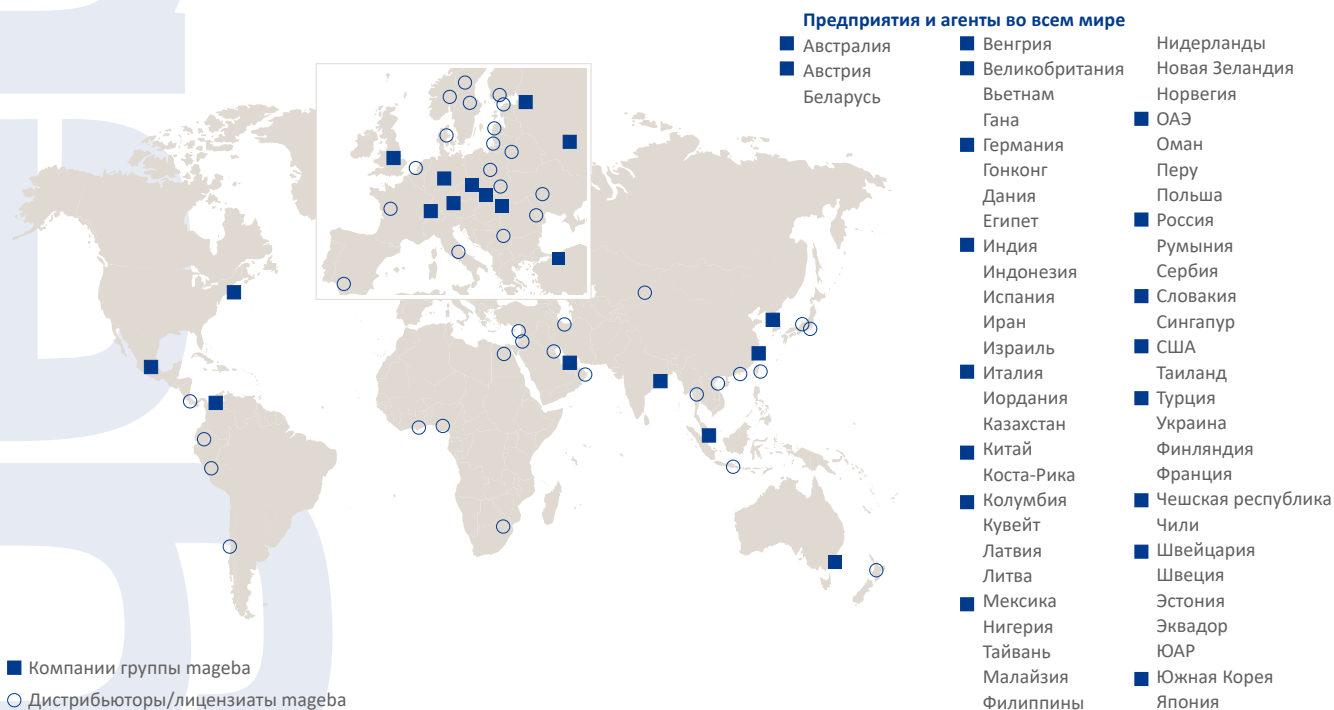 Предприятия и агенты во всем мире
Австралия
Австрия
Беларусь
Венгрия
Великобритания
Вьетнам
Гана
Германия
Гонконг
Дания
Египет
Индия
Индонезия
Испания
Иран
Израиль
Италия
Иордания
Казахстан
Китай
Коста-Рика
Колумбия
Кувейт
Латвия
Литва
Мексика
Нигерия
Тайвань
Малайзия
Филиппины
Нидерланды
Новая Зеландия
Норвегия
ОАЭ
Оман
Перу
Польша
Россия
Румыния
Сербия
Словакия
Сингапур
США
Таиланд
Турция
Украина
Финляндия
Франция
Чешская республика
Чили
Швейцария
Швеция
Эстония
Эквадор
ЮАР
Южная Корея
Япония
Компании группы mageba
Дистрибьюторы/лицензиаты mageba